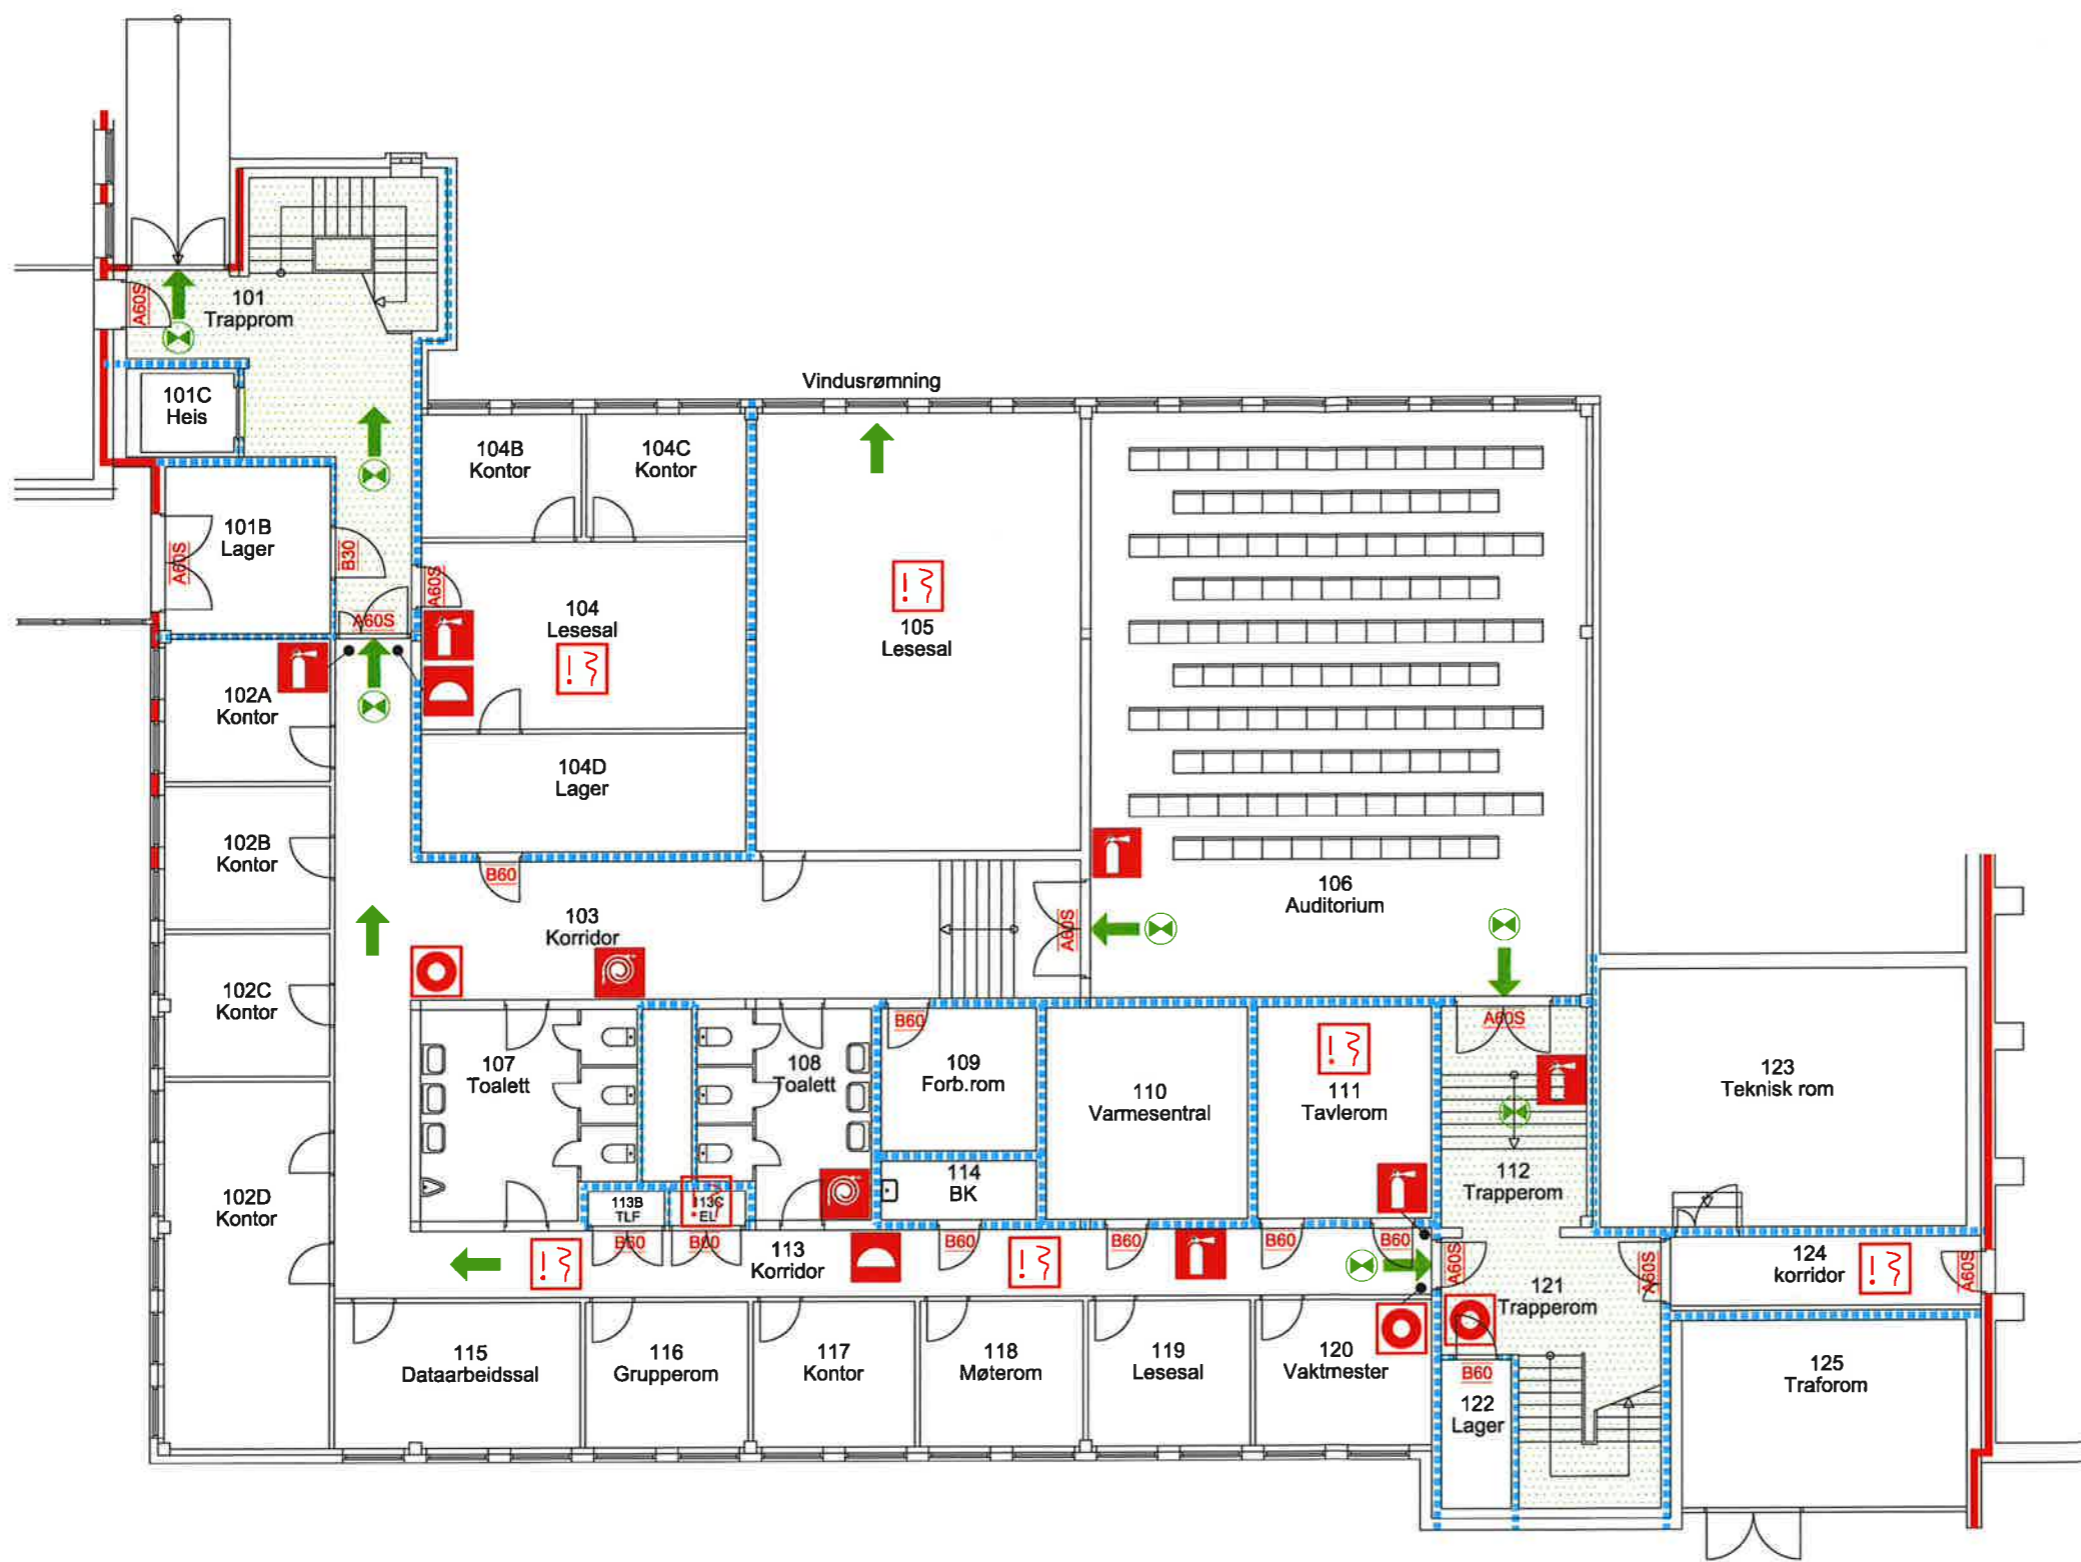 101
Trapprom
A60S
101C
Heis
Vindusrømning
104B
Kontor
104C
Kontor
101B
Lager
A60S
B30
A60S
A60S
104
Lesesal
105
Lesesal
102A
Kontor
104D
Lager
102B
Kontor
B60
103
Korridor
A60S
106
Auditorium
102C
Kontor
107
Toalett
108
Toalett
B60
109
Forb.rom
110
Varmesentral
111
Tavlerom
A60S
123
Teknisk rom
102D
Kontor
113B
TLF
113C
EL
114
BK
112
Trapperom
B60
B60
113
Korridor
B60
B60
B60
B60
A60S
121
Trapperom
A60S
124
korridor
A60S
115
Dataarbeidssal
116
Grupperom
117
Kontor
118
Møterom
119
Lesesal
120
Vaktmester
B60
122
Lager
125
Traforom